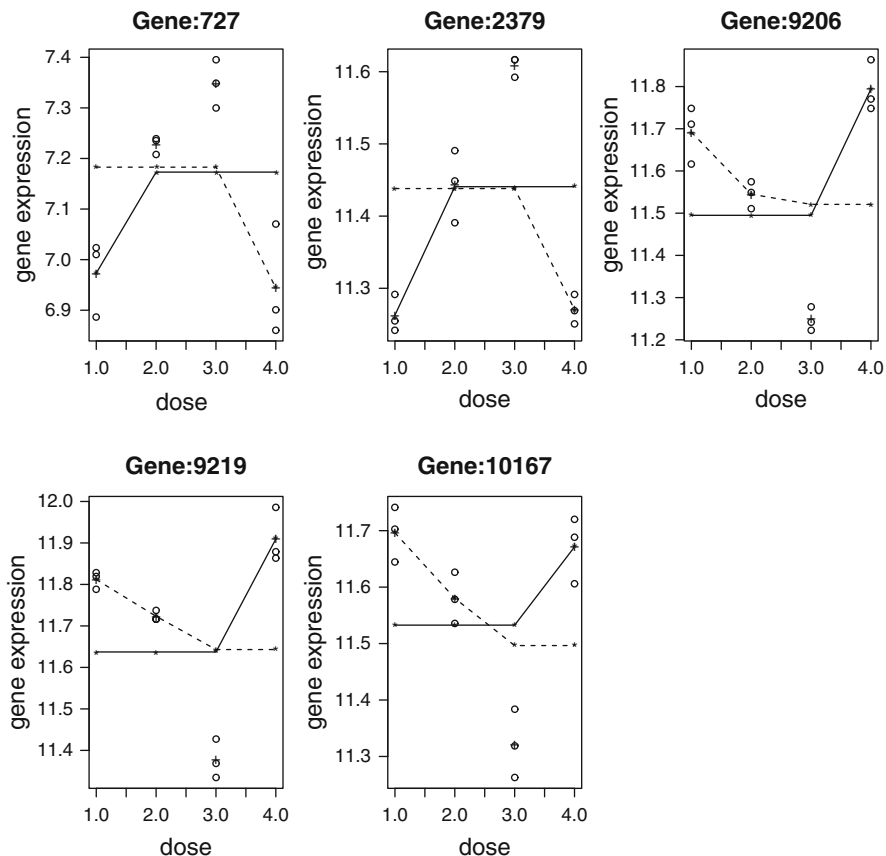 Gene:727
Gene:2379
Gene:9206
gene expression
7.4
7.3
7.2
7.1
7.0
6.9
1.0 2.0 3.0 4.0
dose
gene expression
11.6
11.5
11.4
11.3
1.0 2.0 3.0 4.0
dose
gene expression
11.8
11.7
11.6
11.5
11.4
11.3
11.2
1.0 2.0 3.0 4.0
dose
Gene:9219
Gene:10167
gene expression
12.0
11.9
11.8
11.7
11.6
11.5
11.4
1.0 2.0 3.0 4.0
dose
gene expression
11.7
11.6
11.5
11.4
11.3
1.0 2.0 3.0 4.0
dose